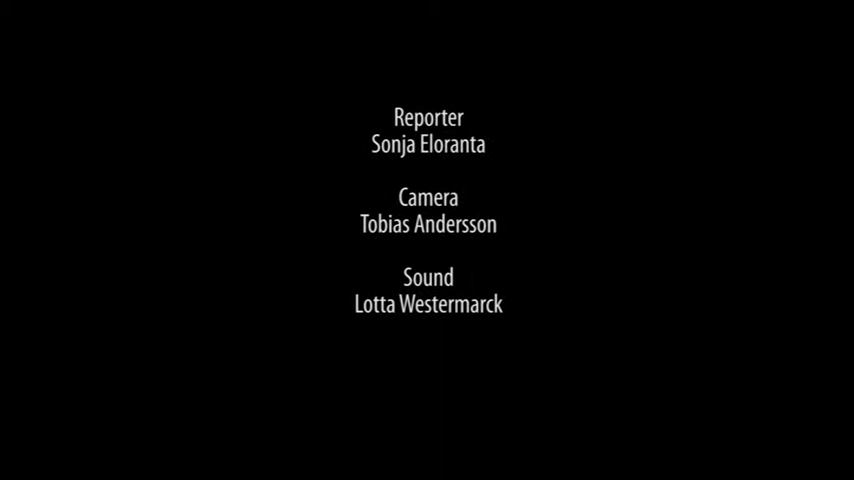 Reporter
Sonja Eloranta
Camera
Tobias Andersson
Sound
Lotta Westermarck